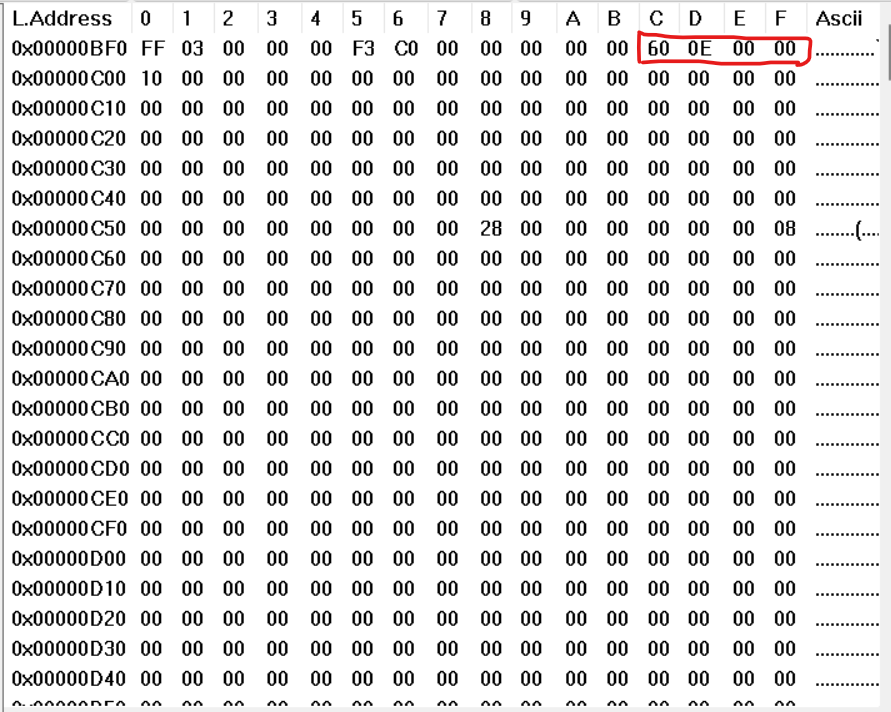 L.Address 0 1 2 3 4 5 6 7 8 9 A B C D E F Ascii
0x00000BF0 FF 03 00 00 00 F3 C0 00 00 00 00 00 60 0E 00 00 ............`
0x00000C00 10 00 00 00 00 00 00 00 00 00 00 00 00 00 00 00 .............
0x00000C10 00 00 00 00 00 00 00 00 00 00 00 00 00 00 00 00 .............
0x00000C20 00 00 00 00 00 00 00 00 00 00 00 00 00 00 00 00 .............
0x00000C30 00 00 00 00 00 00 00 00 00 00 00 00 00 00 00 00 .............
0x00000C40 00 00 00 00 00 00 00 00 00 00 00 00 00 00 00 00 .............
0x00000C50 00 00 00 00 00 00 00 00 28 00 00 00 00 00 00 08 ........(....
0x00000C60 00 00 00 00 00 00 00 00 00 00 00 00 00 00 00 00 .............
0x00000C70 00 00 00 00 00 00 00 00 00 00 00 00 00 00 00 00 .............
0x00000C80 00 00 00 00 00 00 00 00 00 00 00 00 00 00 00 00 .............
0x00000C90 00 00 00 00 00 00 00 00 00 00 00 00 00 00 00 00 .............
0x00000CA0 00 00 00 00 00 00 00 00 00 00 00 00 00 00 00 00 .............
0x00000CB0 00 00 00 00 00 00 00 00 00 00 00 00 00 00 00 00 .............
0x00000CC0 00 00 00 00 00 00 00 00 00 00 00 00 00 00 00 00 .............
0x00000CD0 00 00 00 00 00 00 00 00 00 00 00 00 00 00 00 00 .............
0x00000CE0 00 00 00 00 00 00 00 00 00 00 00 00 00 00 00 00 .............
0x00000CF0 00 00 00 00 00 00 00 00 00 00 00 00 00 00 00 00 .............
0x00000D00 00 00 00 00 00 00 00 00 00 00 00 00 00 00 00 00 .............
0x00000D10 00 00 00 00 00 00 00 00 00 00 00 00 00 00 00 00 .............
0x00000D20 00 00 00 00 00 00 00 00 00 00 00 00 00 00 00 00 .............
0x00000D30 00 00 00 00 00 00 00 00 00 00 00 00 00 00 00 00 .............
0x00000D40 00 00 00 00 00 00 00 00 00 00 00 00 00 00 00 00 .............